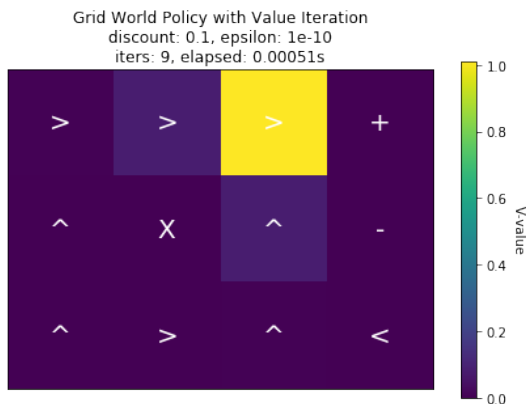 Grid World Policy with Value Iteration
discount: 0.1, epsilon: 1e-10
iters: 9, elapsed: 0.00051s
> > > +
^ X ^ -
^ > ^ <
1.0
0.8
0.6
0.4
0.2
0.0
V-value